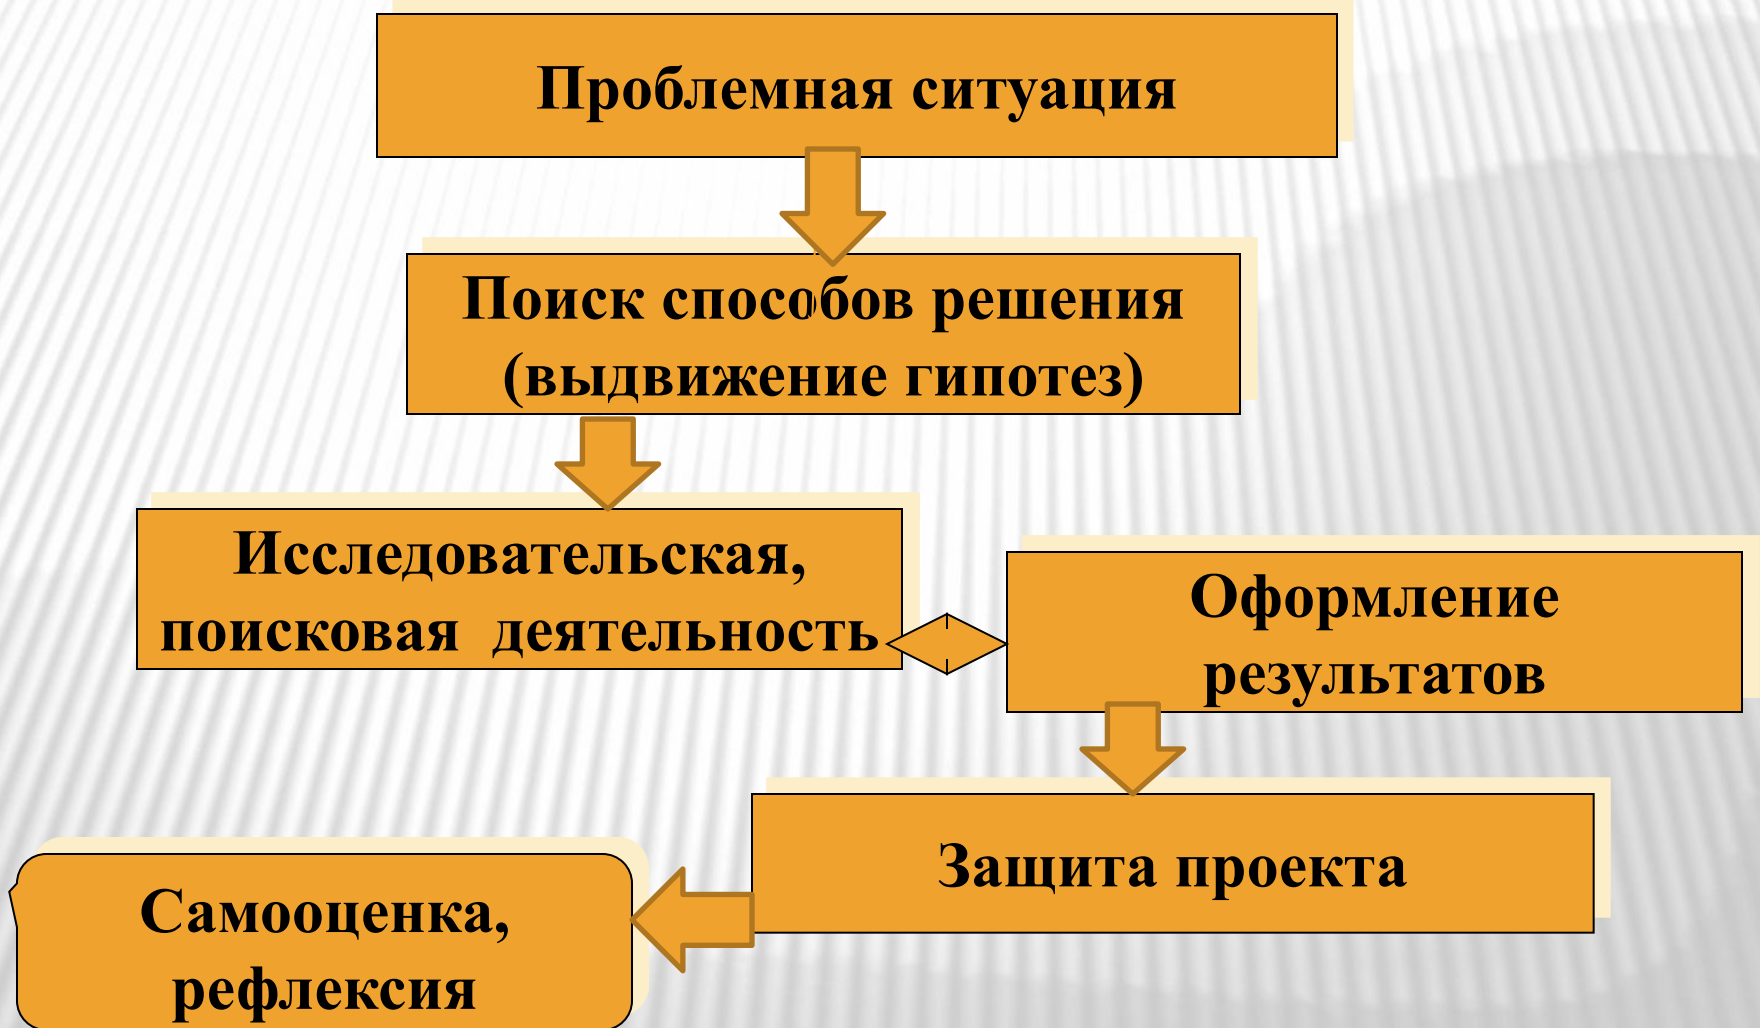 Проблемная ситуация
Поиск способов решения
(выдвижение гипотез)
Исследовательская,
поисковая деятельность
Оформление
результатов
Защита проекта
Самооценка,
рефлексия